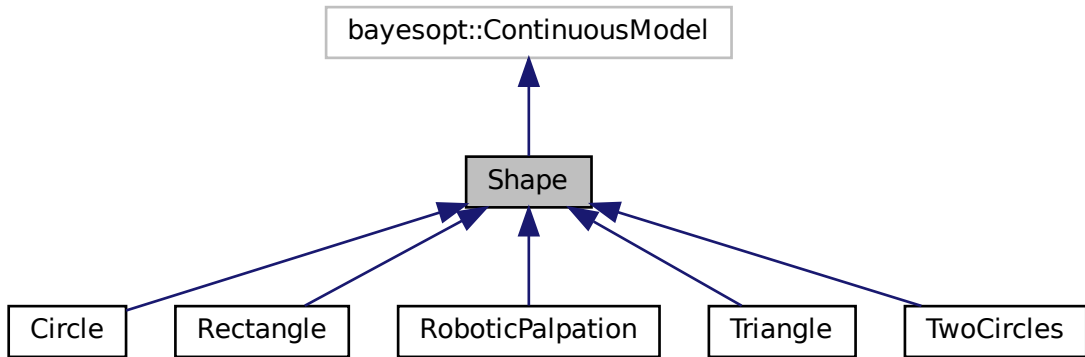 bayesopt::ContinuousModel
Shape
Circle
Rectangle
RoboticPalpation
Triangle
TwoCircles